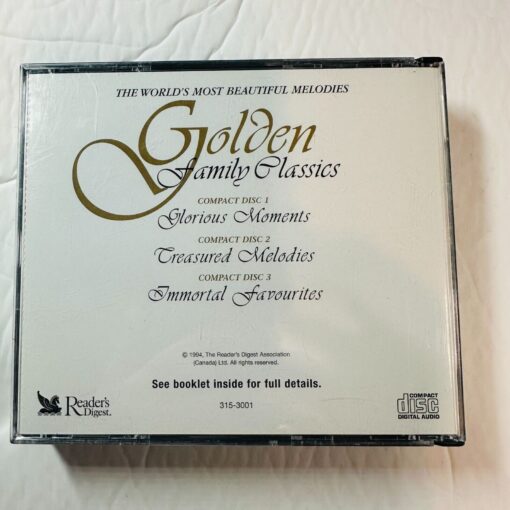 THE WORLD'S MOST BEAUTIFUL MELODIES
Golden
Family Classics
COMPACT DISC 1
Glorious Moments
COMPACT DISC 2
Treasured Melodies
COMPACT DISC 3
Immortal Favourites
© 1994, The Reader's Digest Association
(Canada) Ltd. All rights reserved.
See booklet inside for full details.
Reader's
Digest.
315-3001
COMPACT
disc
DIGITAL AUDIO